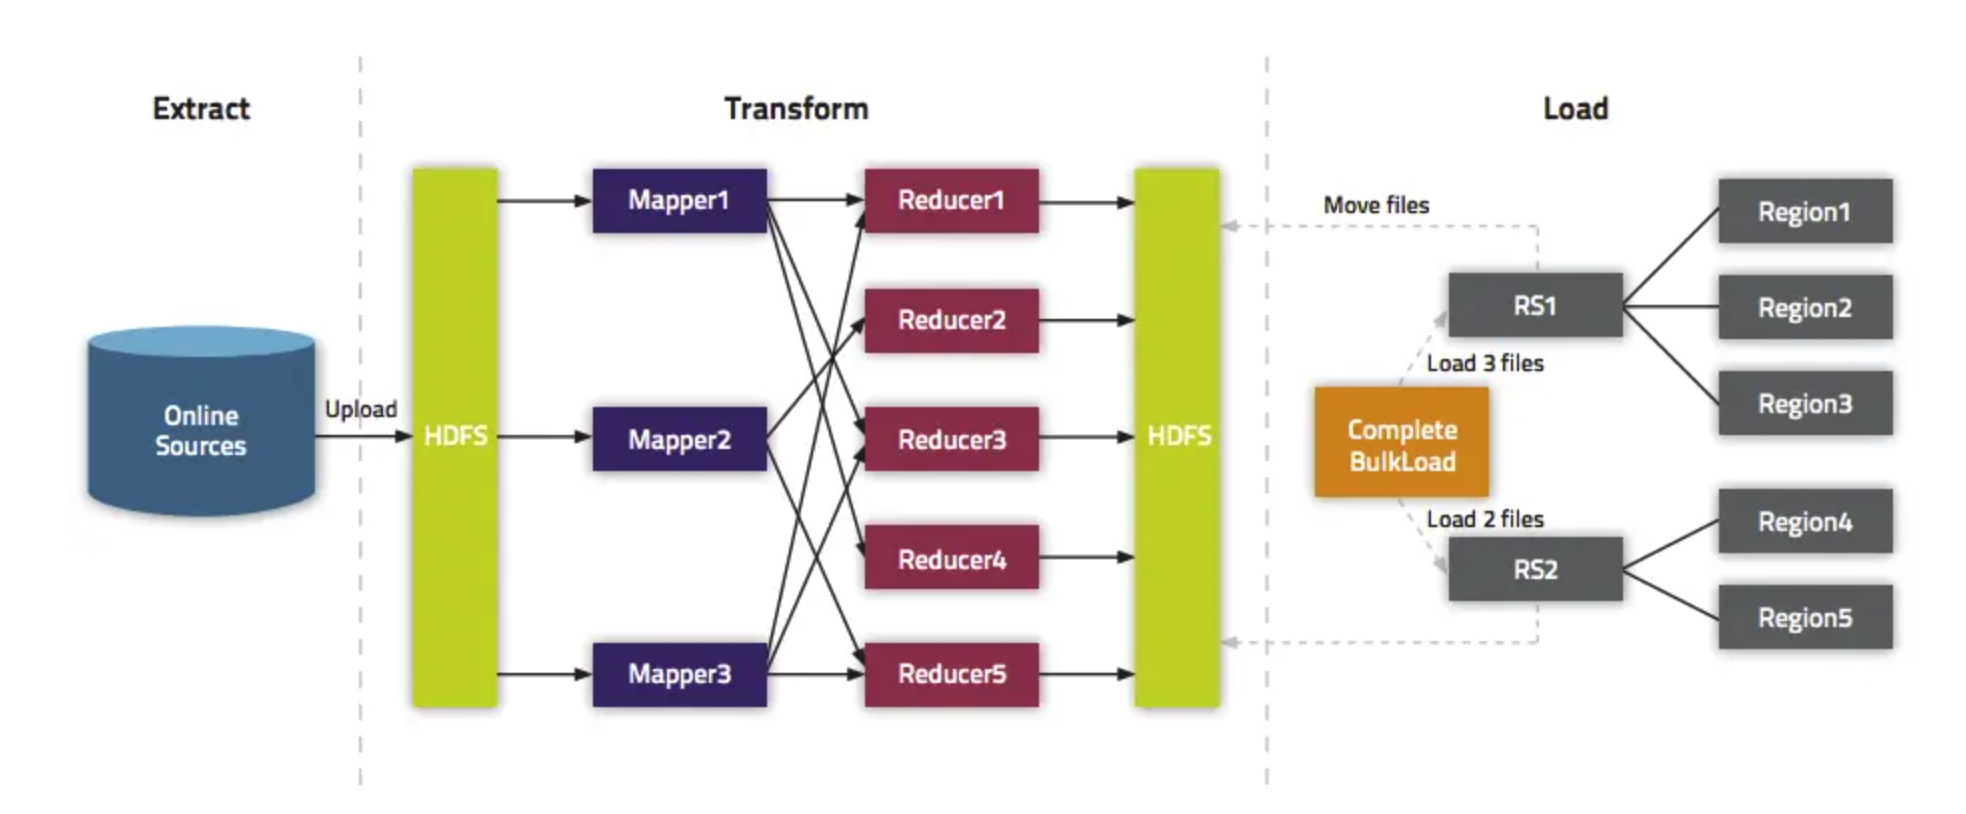 Extract
Transform
Load
Online
Sources
Upload
HDFS
Mapper1
Mapper2
Mapper3
Reducer1
Reducer2
Reducer3
Reducer4
Reducer5
HDFS
Move files
RS1
Load 3 files
Complete
BulkLoad
Load 2 files
RS2
Region1
Region2
Region3
Region4
Region5